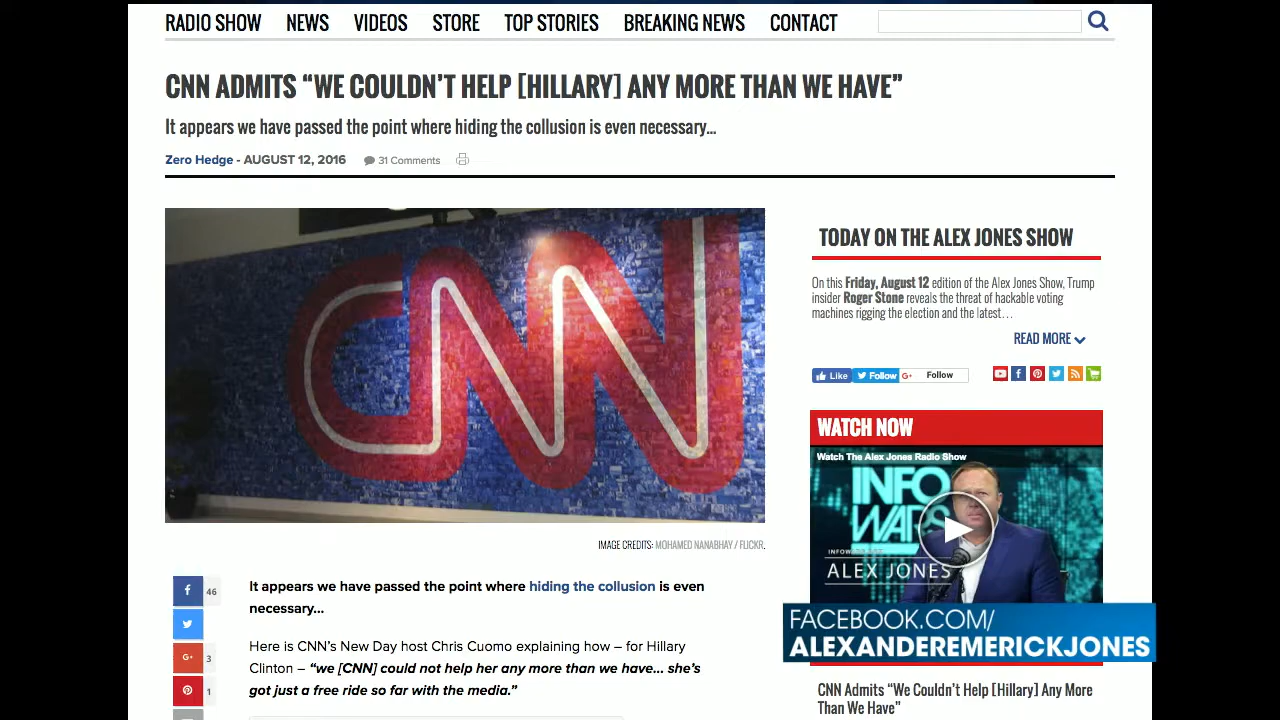 RADIO SHOW NEWS VIDEOS STORE TOP STORIES BREAKING NEWS CONTACT
CNN ADMITS “WE COULDN’T HELP [HILLARY] ANY MORE THAN WE HAVE”
It appears we have passed the point where hiding the collusion is even necessary...
Zero Hedge - AUGUST 12, 2016 31 Comments
CNN
IMAGE CREDITS: MOHAMED NANABHAY / FLICKR.
46
3
1
It appears we have passed the point where hiding the collusion is even
necessary...
Here is CNN’s New Day host Chris Cuomo explaining how – for Hillary
Clinton – “we [CNN] could not help her any more than we have... she’s
got just a free ride so far with the media.”
TODAY ON THE ALEX JONES SHOW
On this Friday, August 12 edition of the Alex Jones Show, Trump
insider Roger Stone reveals the threat of hackable voting
machines rigging the election and the latest…
READ MORE
Like Follow G+ Follow
WATCH NOW
Watch The Alex Jones Radio Show
INFO
WARS
ALEX JONES
FACEBOOK.COM/
ALEXANDEREMERICKJONES
CNN Admits “We Couldn’t Help [Hillary] Any More
Than We Have”